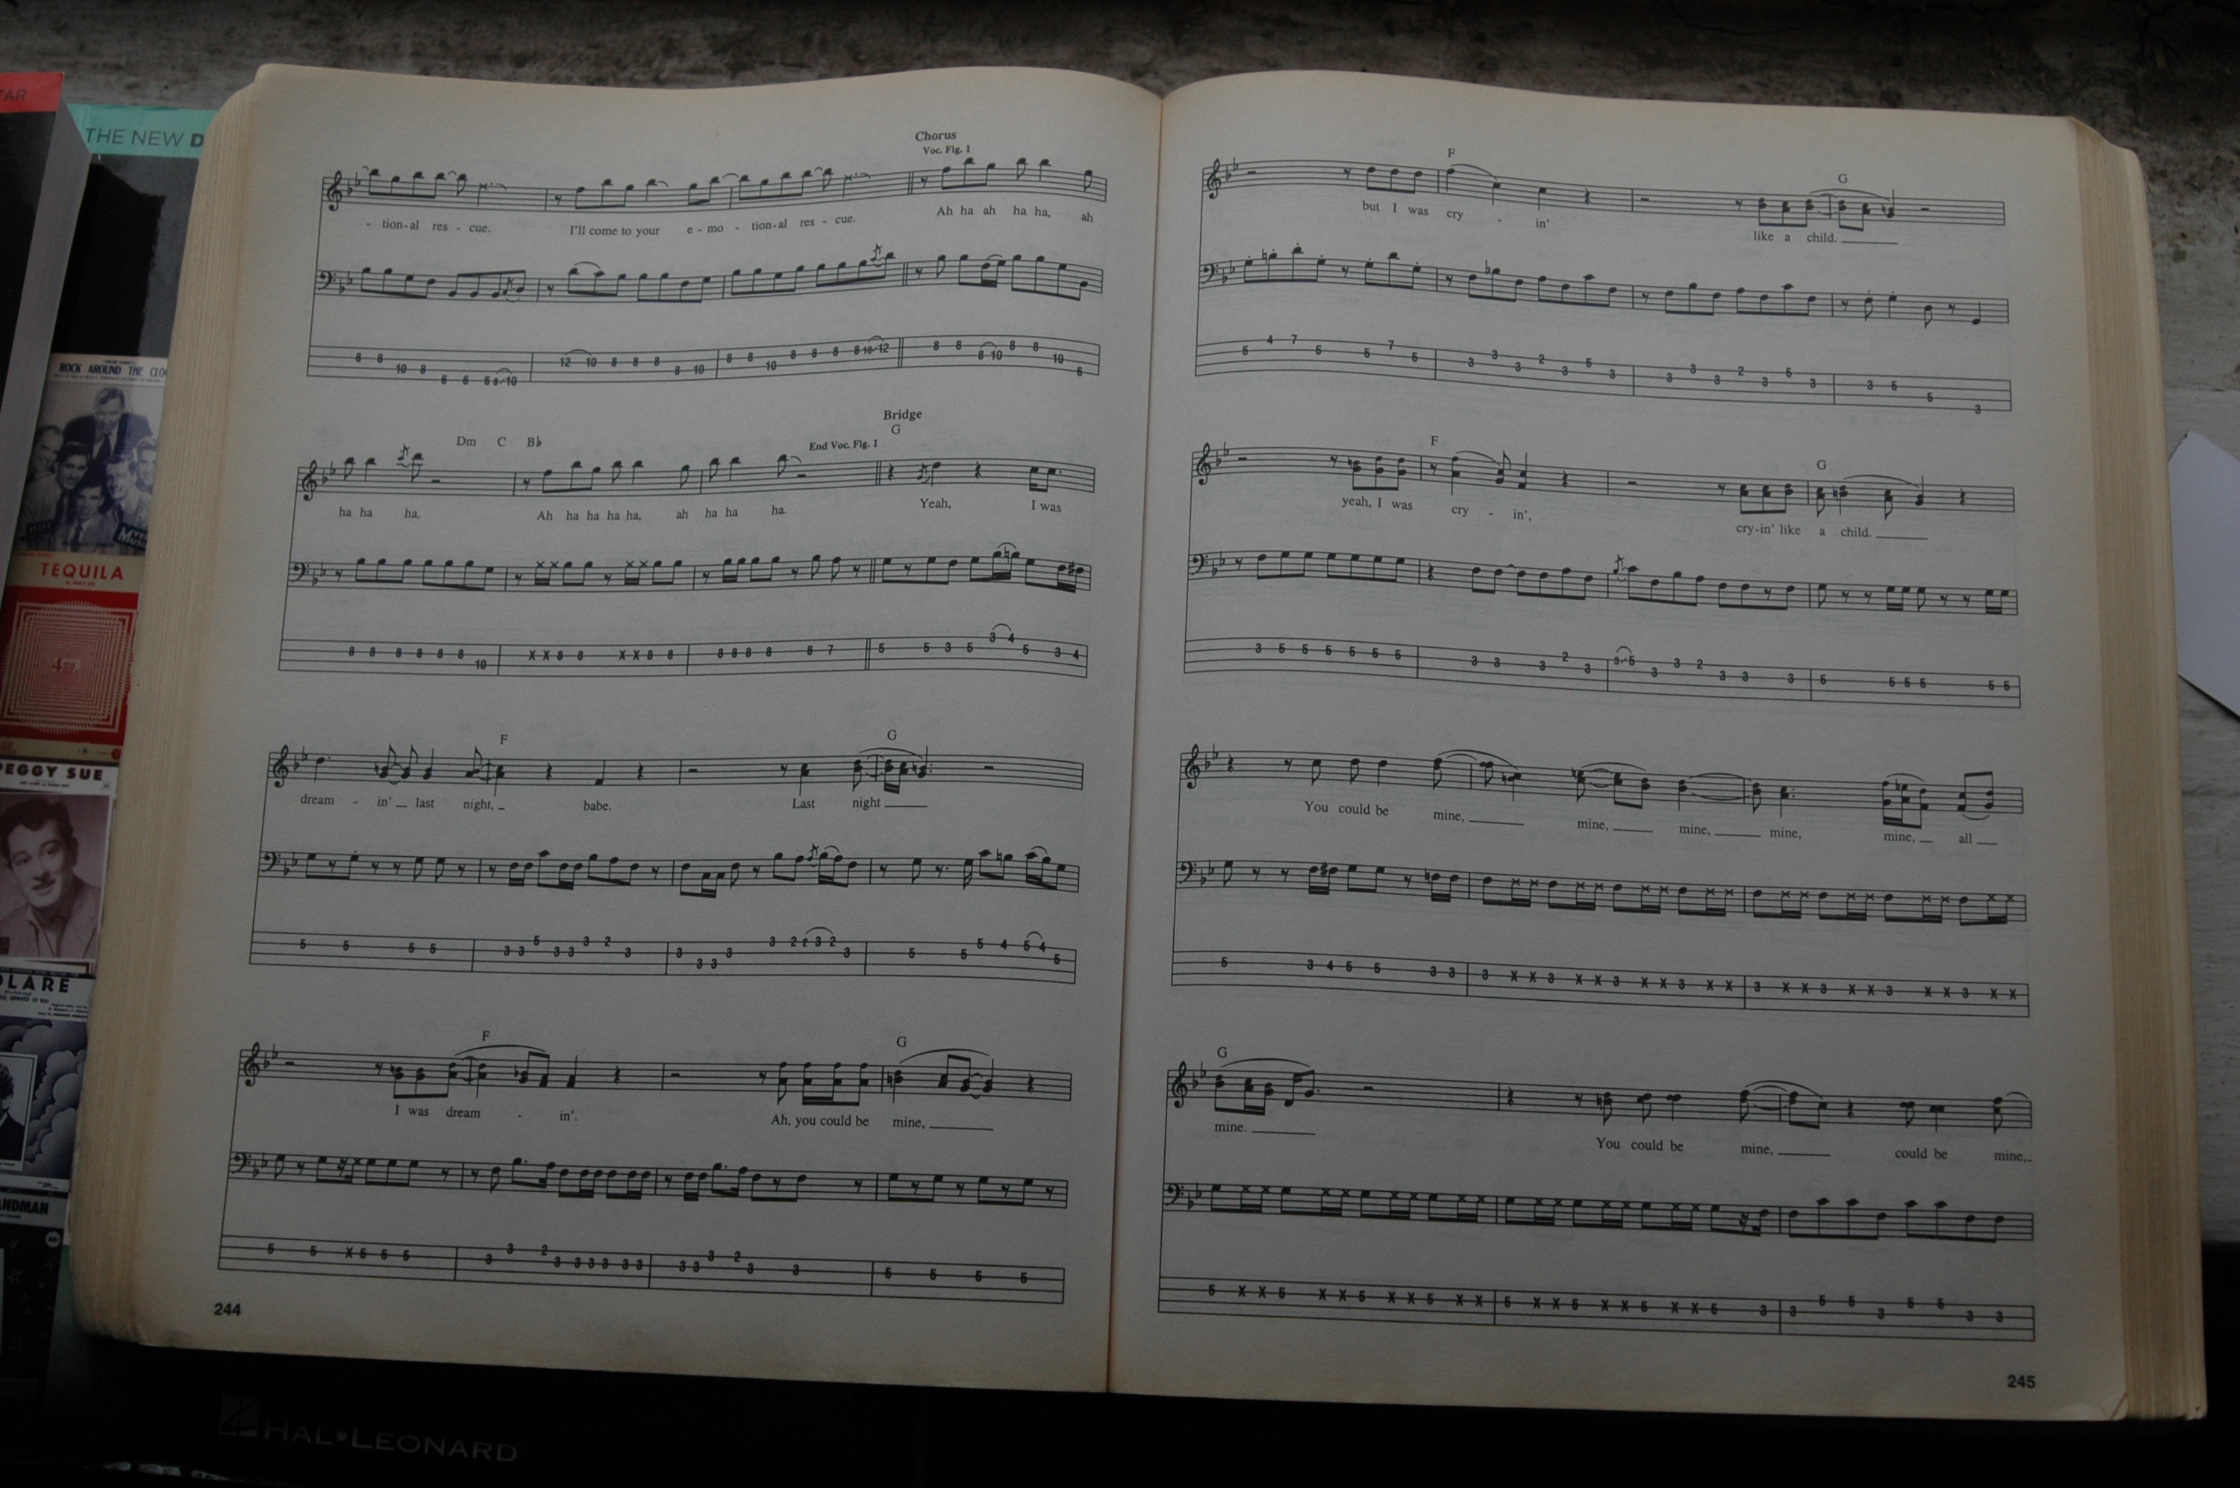 TAR
THE NEW D
ROCK AROUND THE CLOC
TEQUILA
PEGGY SUE
OLARE
ANDMAN
HAL•LEONARD
Chorus
Voc. Fig. 1
- tion-al res - cue. I'll come to your e - mo - tion-al res - cue. Ah ha ah ha ha, ah
8 8 10 8 6 6 6 8 10 12 10 8 8 8 8 10 8 8 10 8 8 8 8 10 12 8 8 8 10 8 8 10 6
Bridge
Dm C B♭ End Voc. Fig. 1 G
ha ha ha. Ah ha ha ha ha, ah ha ha ha. Yeah, I was
8 8 8 8 8 8 10 X X 8 8 X X 8 8 8 8 8 8 8 7 5 5 3 5 3 4 5 3 4
F G
dream - in' last night, babe. Last night
5 5 5 5 3 3 5 3 3 3 2 3 3 3 3 3 3 2 2 3 2 3 5 5 5 4 5 4 5
F G
I was dream - in'. Ah, you could be mine,
5 5 X 5 5 5 3 3 2 3 3 3 3 3 3 3 3 3 2 3 3 5 5 5 5
244
F G
but I was cry - in' like a child.
5 4 7 5 5 7 5 3 3 3 2 3 5 3 3 3 3 2 3 5 3 3 5 5 3
F G
yeah, I was cry - in', cry-in' like a child.
3 5 5 5 5 5 5 3 3 3 2 3 3 5 3 3 2 3 3 3 5 5 5 5 5 5
You could be mine, mine, mine, mine, mine, all
5 3 4 5 5 3 3 3 X X 3 X X 3 X X 3 X X 3 X X 3 X X 3 X X 3 X X
G
mine. You could be mine, could be mine,
5 X X 5 X X 5 X X 5 X X 5 X X 5 X X 5 X X 5 3 3 5 5 3 5 5 3 3
245